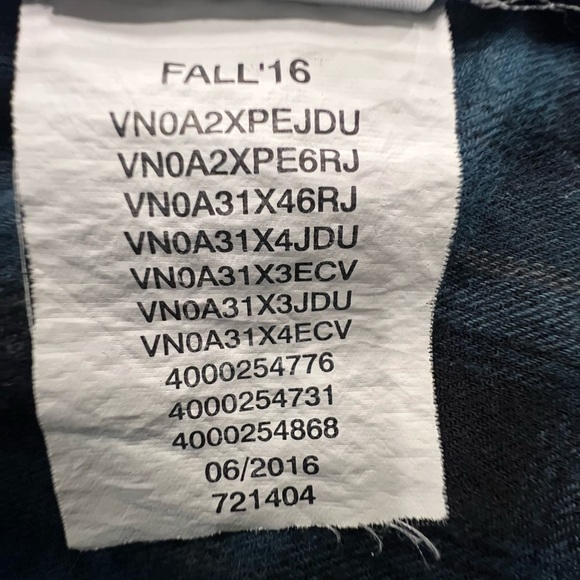 FALL'16
VN0A2XPEJDU
VN0A2XPE6RJ
VN0A31X46RJ
VN0A31X4JDU
VN0A31X3ECV
VN0A31X3JDU
VN0A31X4ECV
4000254776
4000254731
4000254868
06/2016
721404